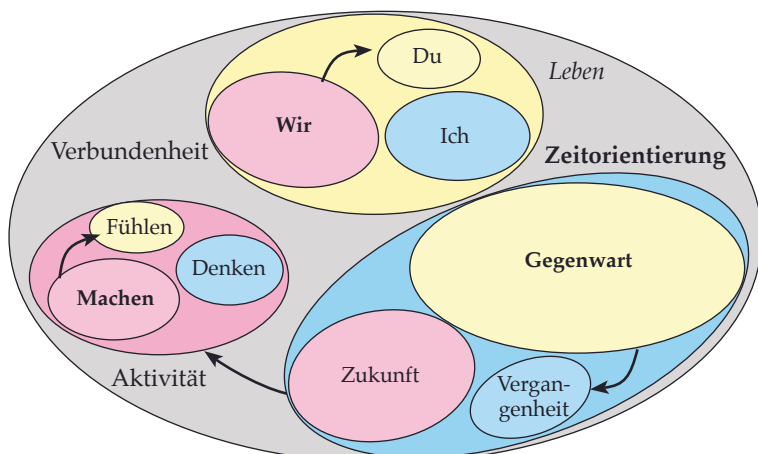 Du
Leben
Wir
Ich
Verbundenheit
Zeitorientierung
Fühlen
Denken
Gegenwart
Machen
Zukunft
Aktivität
Vergan-
genheit